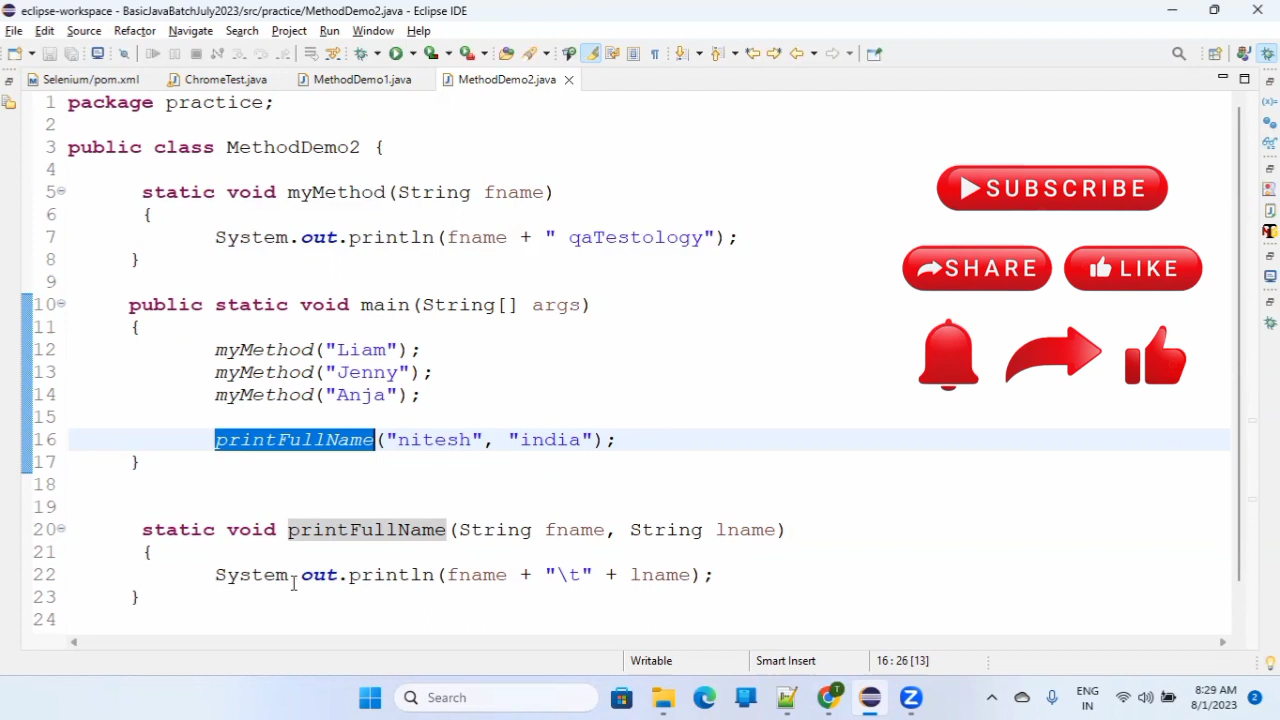 eclipse-workspace - BasicJavaBatchJuly2023/src/practice/MethodDemo2.java - Eclipse IDE
File Edit Source Refactor Navigate Search Project Run Window Help
Selenium/pom.xml ChromeTest.java MethodDemo1.java MethodDemo2.java
1 package practice;
2
3 public class MethodDemo2 {
4
5 static void myMethod(String fname)
6 {
7 System.out.println(fname + " qaTestology");
8 }
9
10 public static void main(String[] args)
11 {
12 myMethod("Liam");
13 myMethod("Jenny");
14 myMethod("Anja");
15
16 printFullName("nitesh", "india");
17 }
18
19
20 static void printFullName(String fname, String lname)
21 {
22 System.out.println(fname + "\t" + lname);
23 }
24
SUBSCRIBE
SHARE LIKE
Writable Smart Insert 16 : 26 [13]
Search
ENG
IN
8:29 AM
8/1/2023
2